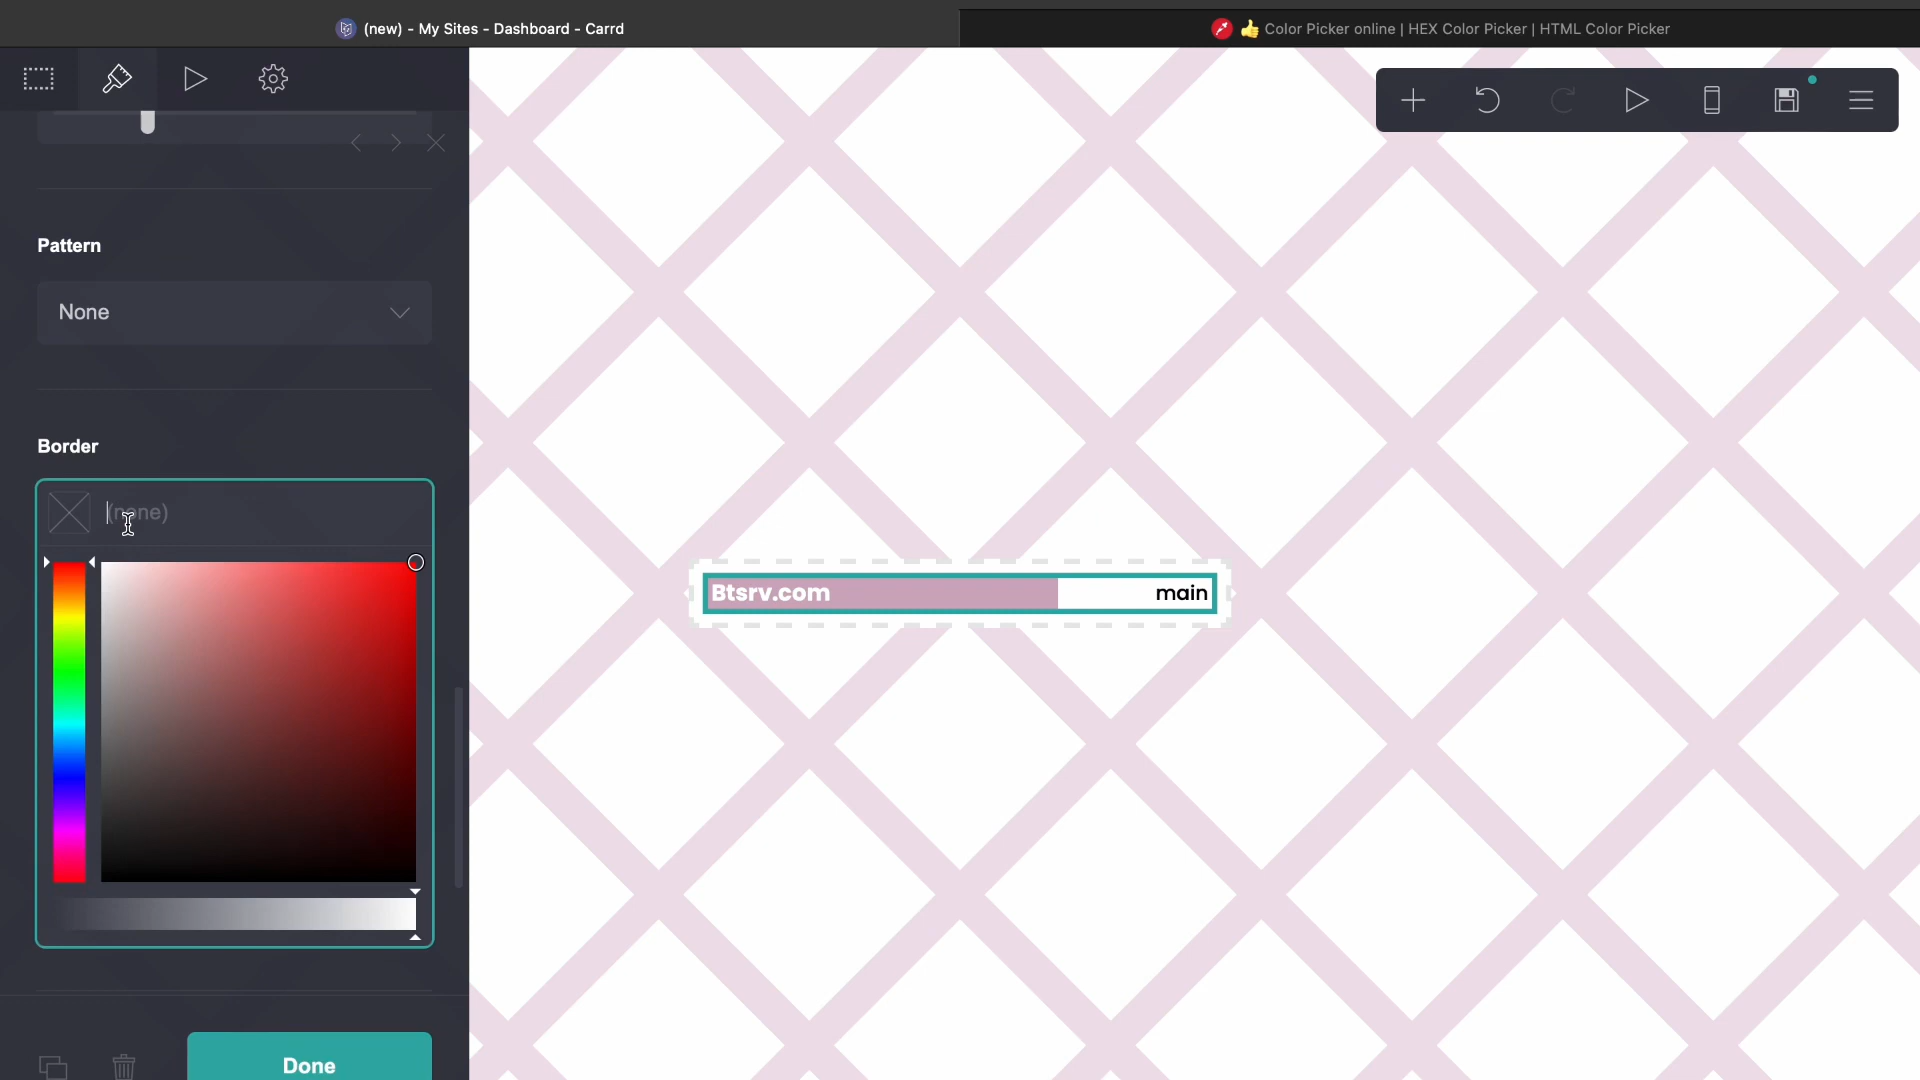 (new) - My Sites - Dashboard - Carrd
👍 Color Picker online | HEX Color Picker | HTML Color Picker
Pattern
None
Border
(none)
Btsrv.com
main
Done